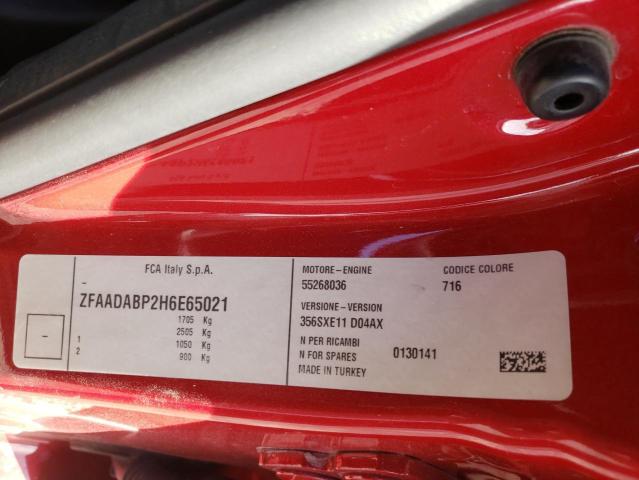 FCA Italy S.p.A.
-
ZFAADABP2H6E65021
1705 Kg
2505 Kg
1 1050 Kg
2 900 Kg
-
MOTORE-ENGINE
55268036
CODICE COLORE
716
VERSIONE-VERSION
356SXE11 D04AX
N PER RICAMBI
N FOR SPARES 0130141
MADE IN TURKEY